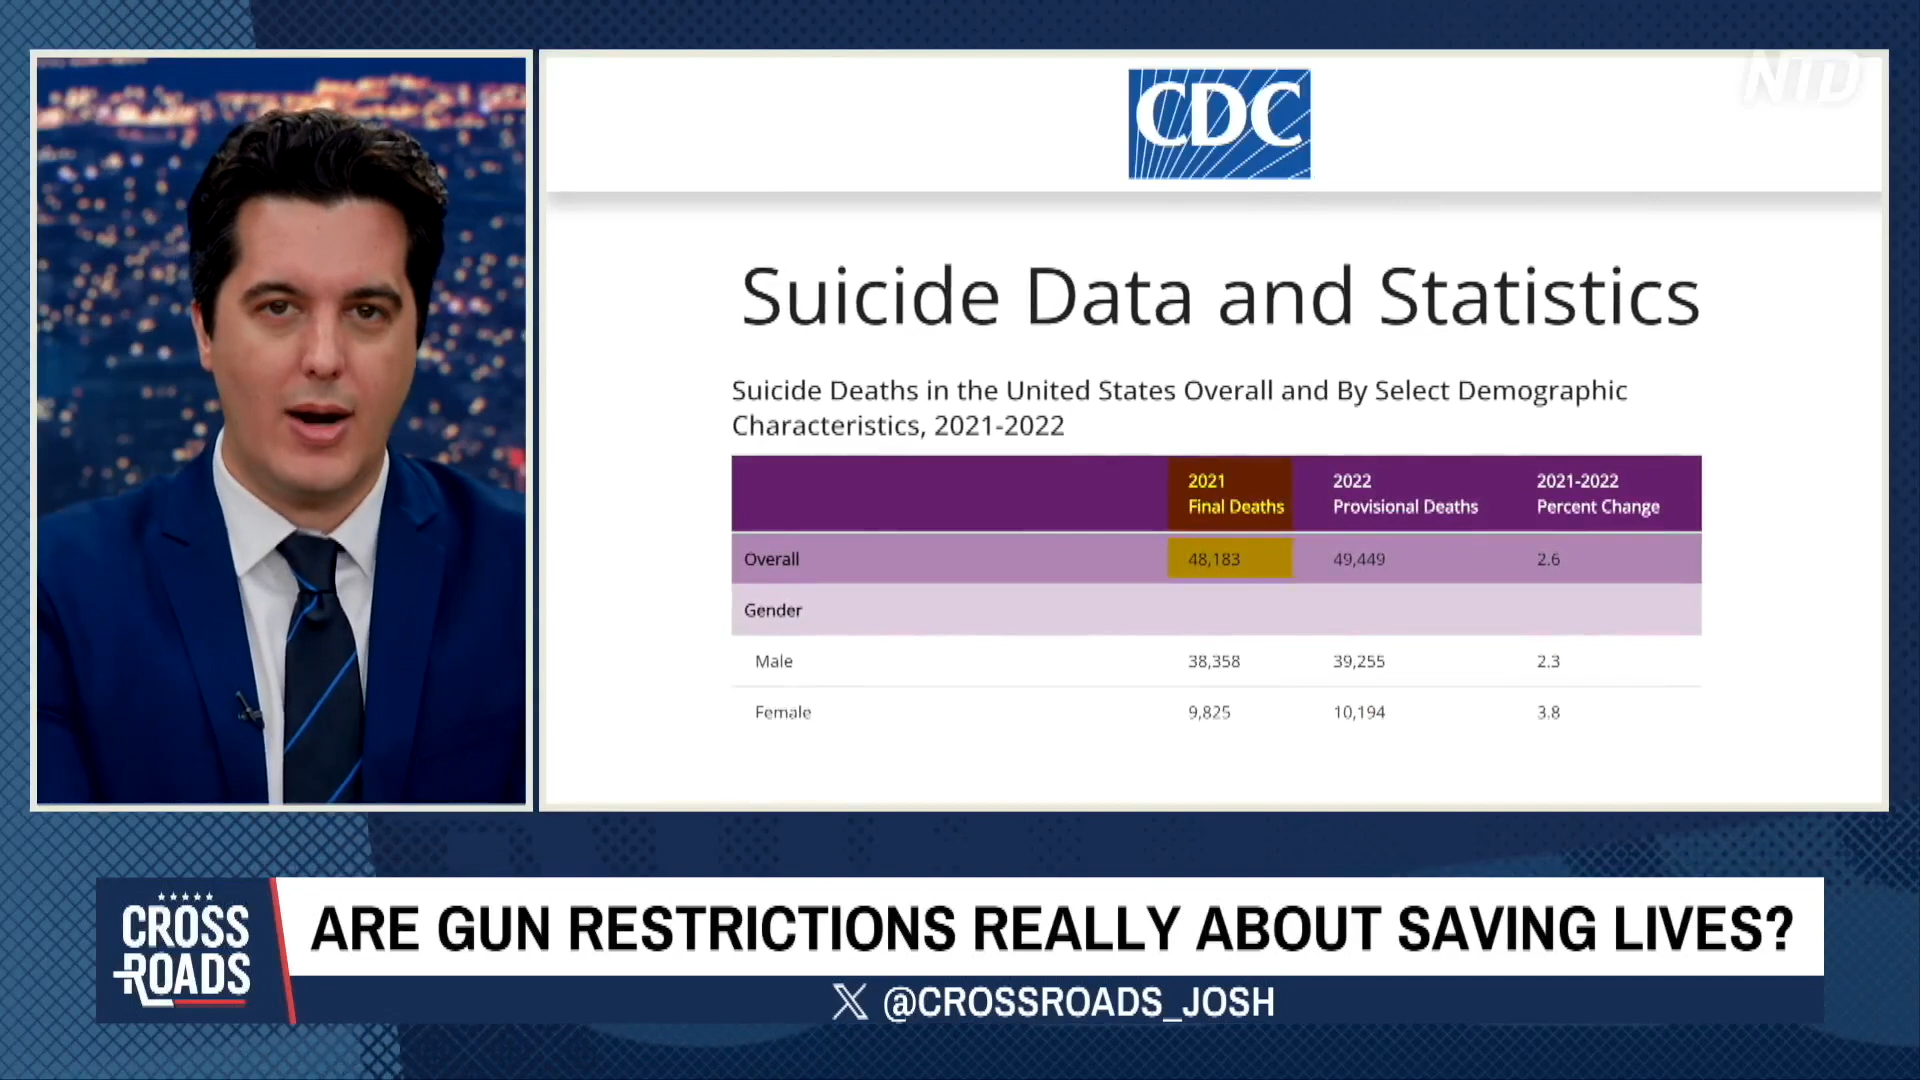 NTD
CDC
Suicide Data and Statistics
Suicide Deaths in the United States Overall and By Select Demographic
Characteristics, 2021-2022
2021 2022 2021-2022
Final Deaths Provisional Deaths Percent Change
Overall 48,183 49,449 2.6
Gender
Male 38,358 39,255 2.3
Female 9,825 10,194 3.8
CROSS
ROADS
ARE GUN RESTRICTIONS REALLY ABOUT SAVING LIVES?
X @CROSSROADS_JOSH